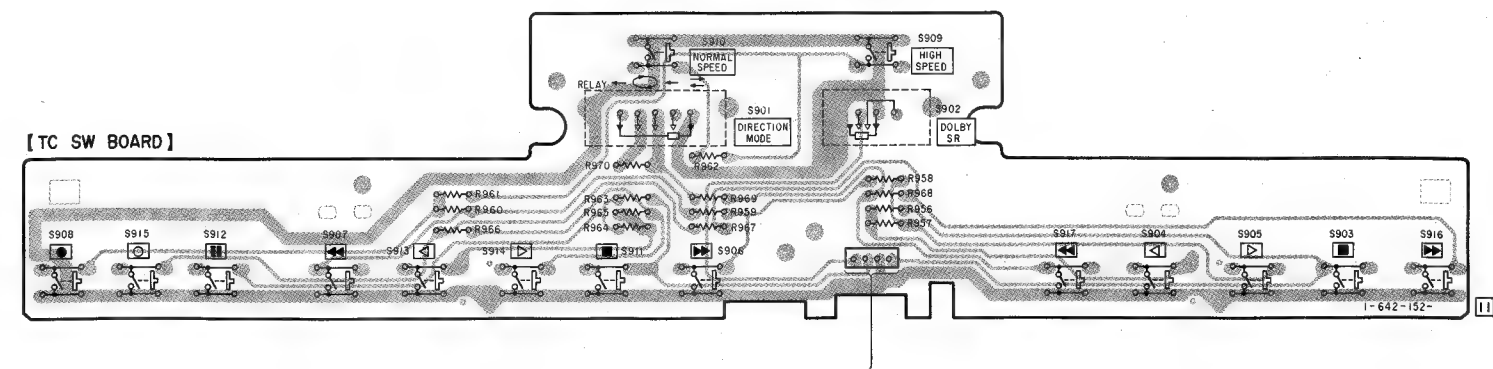 S910
NORMAL
SPEED
S909
HIGH
SPEED
RELAY
S901
DIRECTION
MODE
S902
DOLBY
SR
[TC SW BOARD]
R970
R962
R961
R960
R966
R963
R965
R964
R969
R959
R967
R958
R968
R956
R957
S908
S915
S912
S907
S913
S914
S911
S906
S917
S904
S905
S903
S916
1-642-152-
11